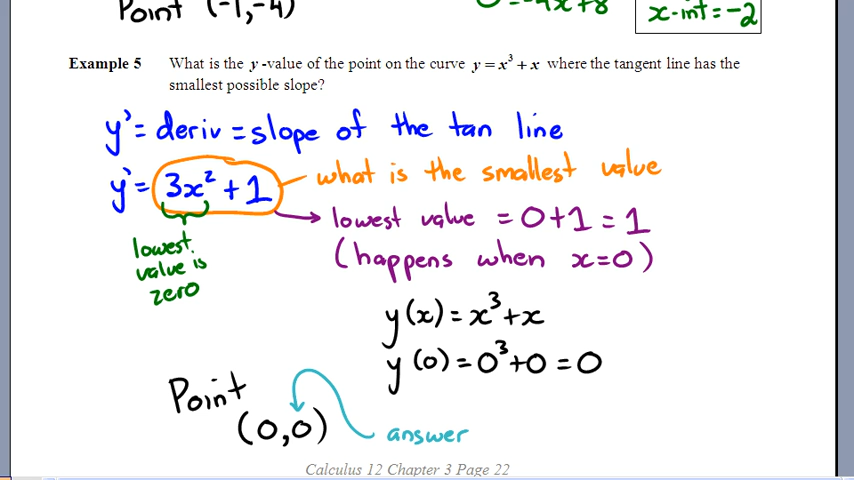 Point (-1,-4)
x-int = -2
Example 5 What is the y-value of the point on the curve y = x³ + x where the tangent line has the
smallest possible slope?
y' = deriv = slope of the tan line
y' = 3x² + 1
what is the smallest value
lowest value is zero
lowest value = 0+1 = 1
(happens when x=0)
y(x) = x³+x
y(0) = 0³+0 = 0
Point
(0,0)
answer
Calculus 12 Chapter 3 Page 22